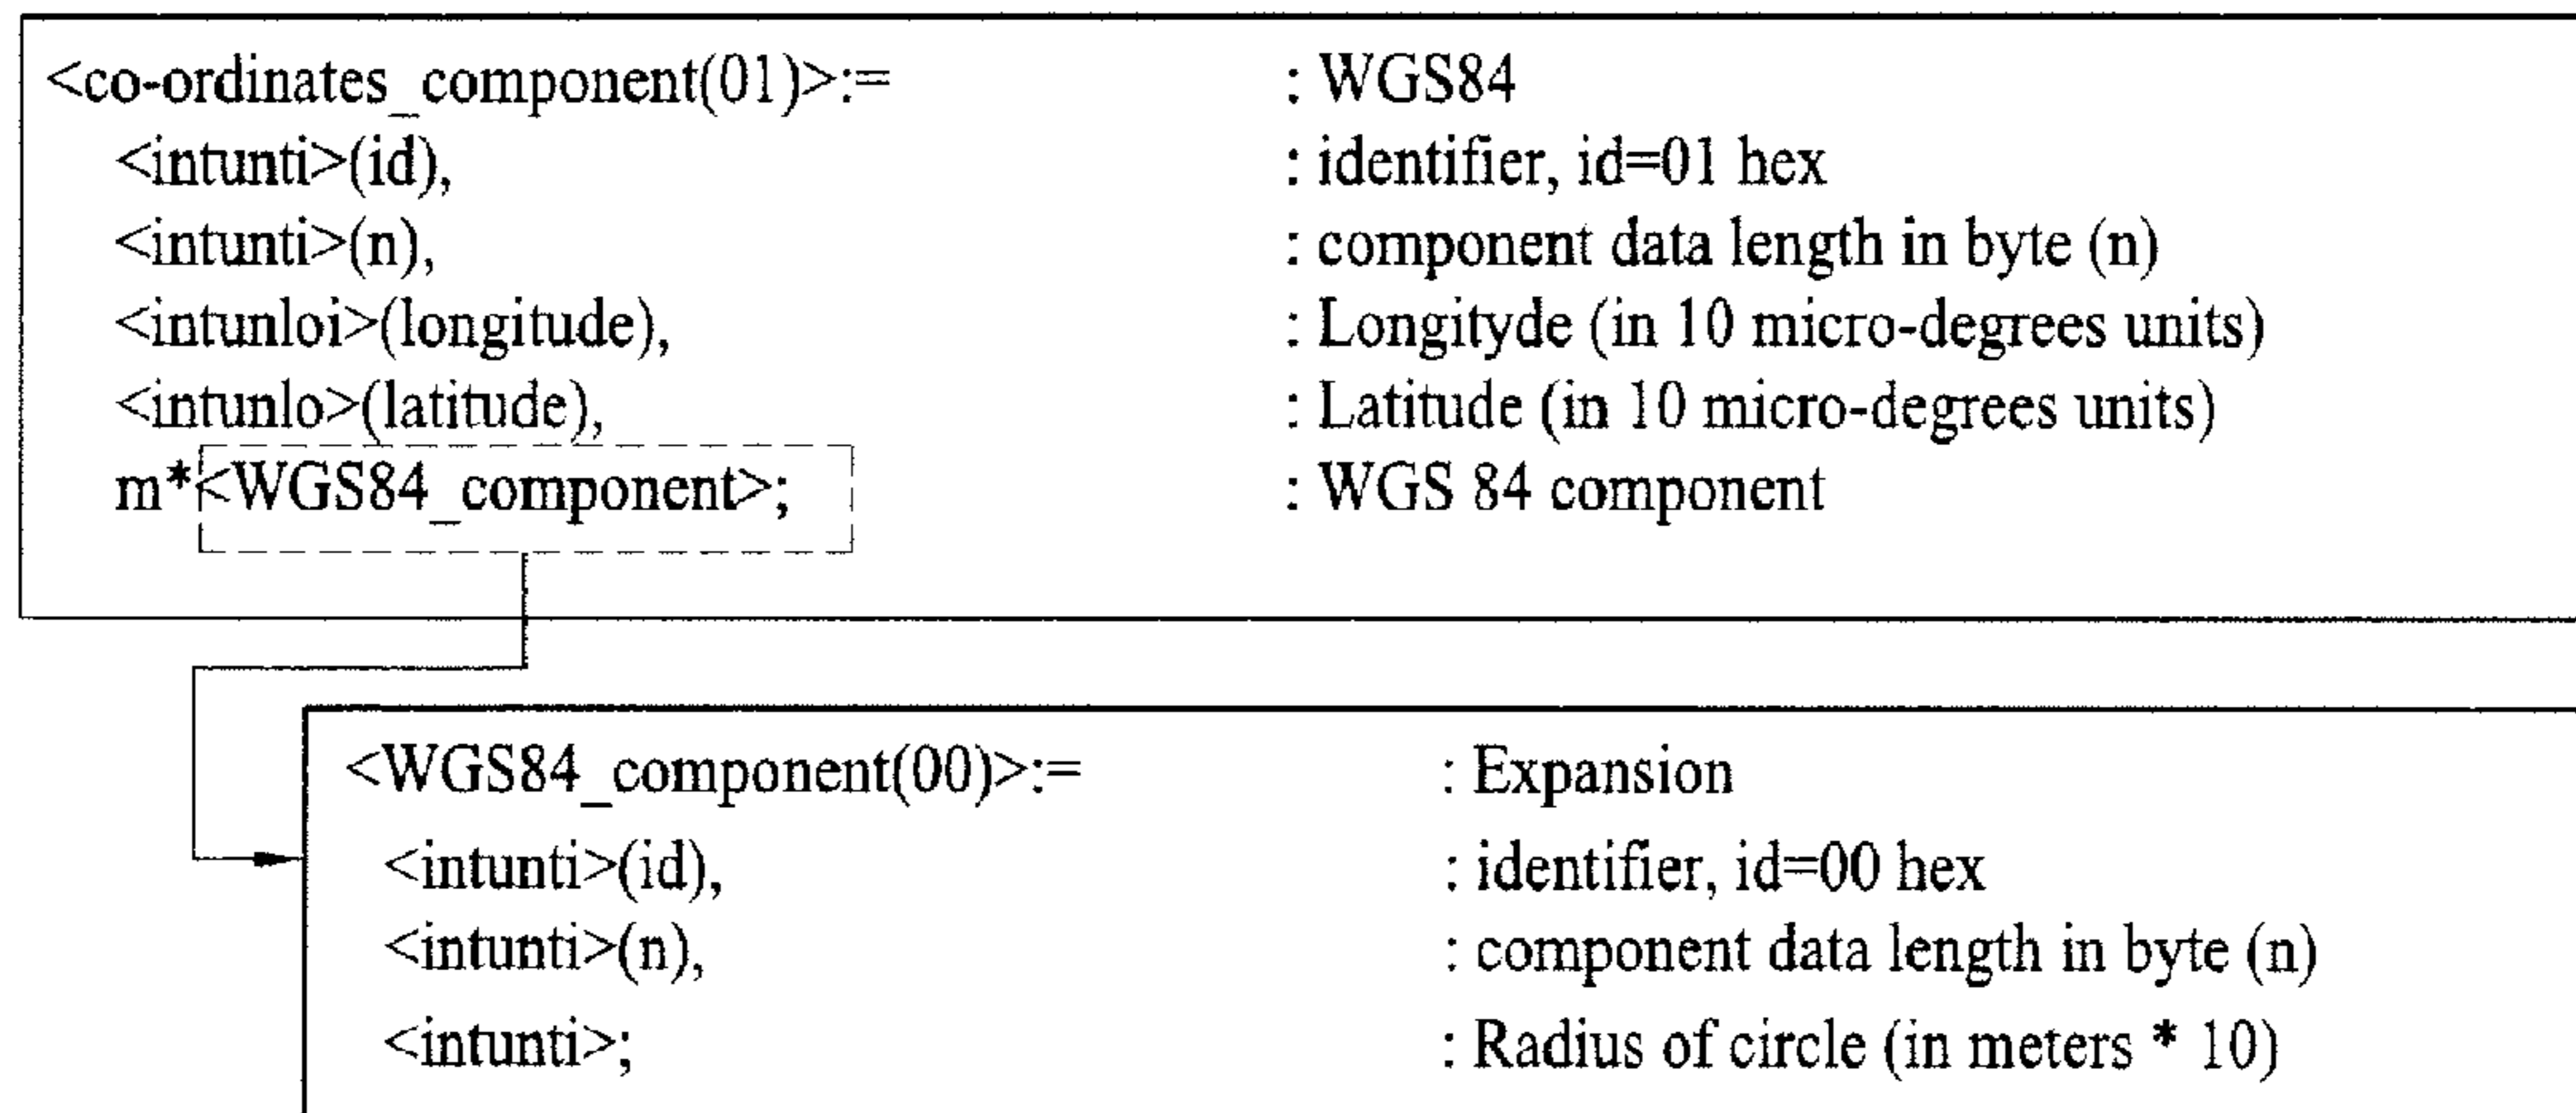 <co-ordinates_component(01)>:= : WGS84
<intunti>(id), : identifier, id=01 hex
<intunti>(n), : component data length in byte (n)
<intunloi>(longitude), : Longityde (in 10 micro-degrees units)
<intunlo>(latitude), : Latitude (in 10 micro-degrees units)
m*<WGS84_component>; : WGS 84 component
<WGS84_component(00)>:= : Expansion
<intunti>(id), : identifier, id=00 hex
<intunti>(n), : component data length in byte (n)
<intunti>; : Radius of circle (in meters * 10)